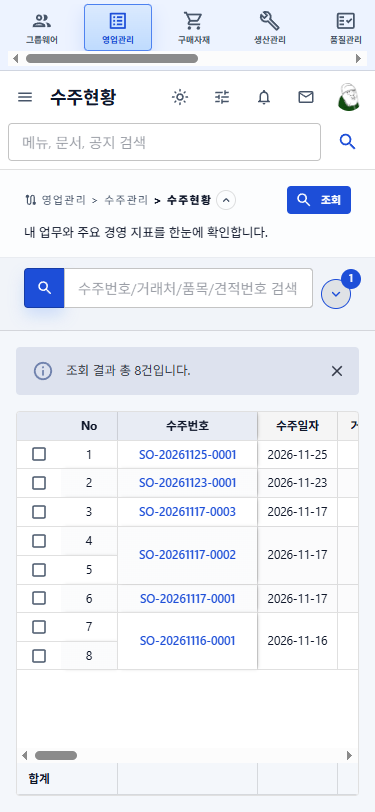 그룹웨어 영업관리 구매자재 생산관리 품질관리
수주현황
메뉴, 문서, 공지 검색
영업관리 > 수주관리 > 수주현황 조회
내 업무와 주요 경영 지표를 한눈에 확인합니다.
수주번호/거래처/품목/견적번호 검색 1
조회 결과 총 8건입니다.
No 수주번호 수주일자
1 SO-20261125-0001 2026-11-25
2 SO-20261123-0001 2026-11-23
3 SO-20261117-0003 2026-11-17
4
SO-20261117-0002 2026-11-17
5
6 SO-20261117-0001 2026-11-17
7
SO-20261116-0001 2026-11-16
8
합계